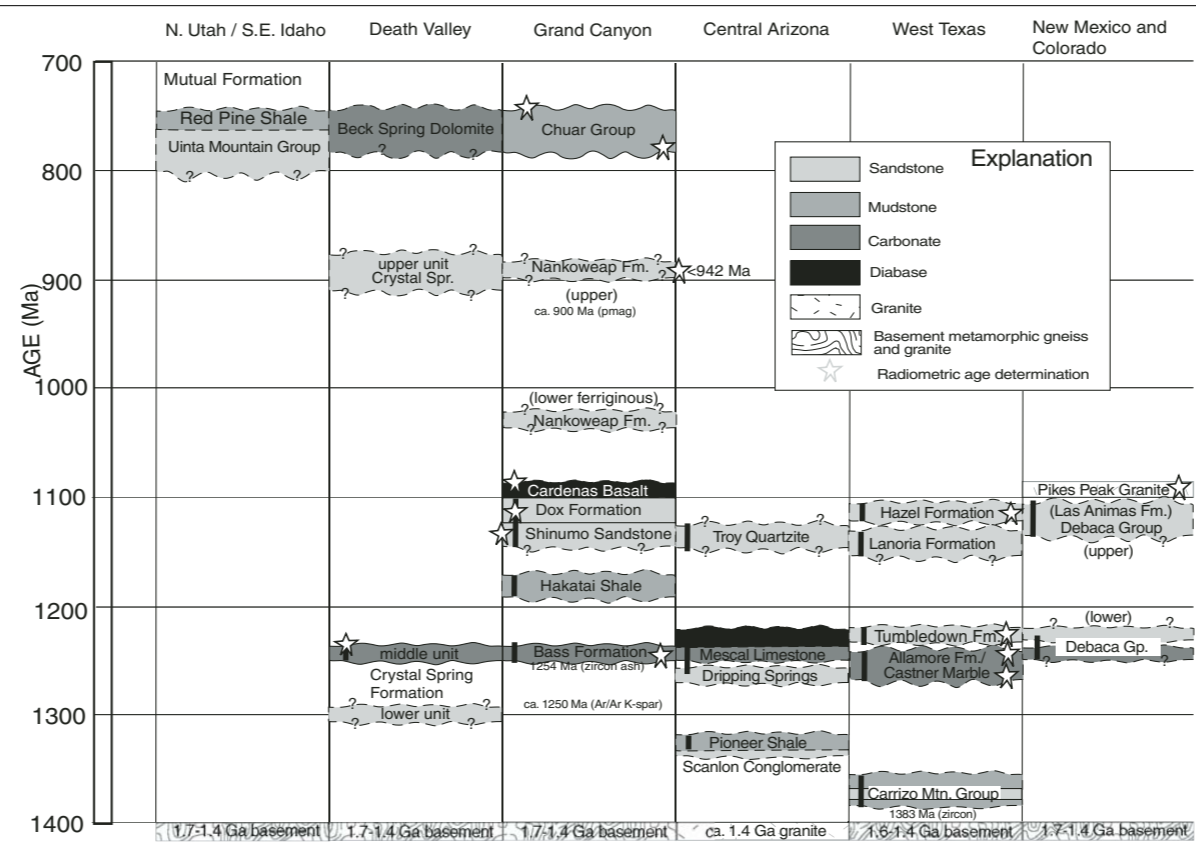 N. Utah / S.E. Idaho
Death Valley
Grand Canyon
Central Arizona
West Texas
New Mexico and
Colorado
AGE (Ma)
700
800
900
1000
1100
1200
1300
1400
Mutual Formation
Red Pine Shale
Uinta Mountain Group
?
?
1.7-1.4 Ga basement
Beck Spring Dolomite
?
?
?
?
upper unit
Crystal Spr.
?
?
middle unit
Crystal Spring
Formation
?
?
lower unit
?
?
1.7-1.4 Ga basement
Chuar Group
?
?
Nankoweap Fm.
?
?
<942 Ma
(upper)
ca. 900 Ma (pmag)
(lower ferriginous)
?
?
Nankoweap Fm.
?
?
Cardenas Basalt
Dox Formation
Shinumo Sandstone
?
?
Hakatai Shale
Bass Formation
1254 Ma (zircon ash)
ca. 1250 Ma (Ar/Ar K-spar)
1.7-1.4 Ga basement
?
?
Troy Quartzite
?
?
Mescal Limestone
Dripping Springs
Pioneer Shale
Scanlon Conglomerate
ca. 1.4 Ga granite
Hazel Formation
Lanoria Formation
?
?
Tumbledown Fm.
Allamore Fm./
Castner Marble
Carrizo Mtn. Group
1383 (zircon)
1.6-1.4 Ga basement
Pikes Peak Granite
(Las Animas Fm.)
Debaca Group
?
(upper)
(lower)
?
?
Debaca Gp.
?
?
1.7-1.4 Ga basement
Explanation
Sandstone
Mudstone
Carbonate
Diabase
Granite
Basement metamorphic gneiss
and granite
Radiometric age determination